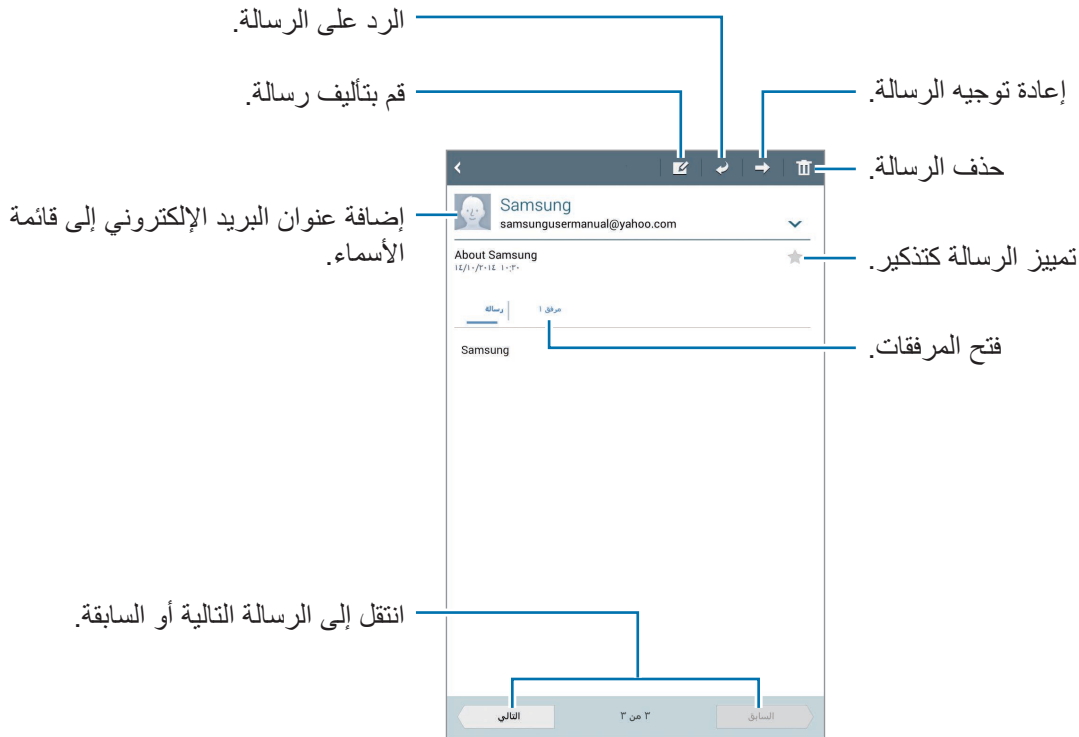 الرد على الرسالة.
قم بتأليف رسالة.
إعادة توجيه الرسالة.
حذف الرسالة.
Samsung
samsungusermanual@yahoo.com
إضافة عنوان البريد الإلكتروني إلى قائمة
الأسماء.
About Samsung
١٤/١٠/٢٠١٤ ١٠:٣٠
تمييز الرسالة كتذكير.
رسالة
مرفق ١
فتح المرفقات.
Samsung
انتقل إلى الرسالة التالية أو السابقة.
التالي
٣ من ٣
السابق